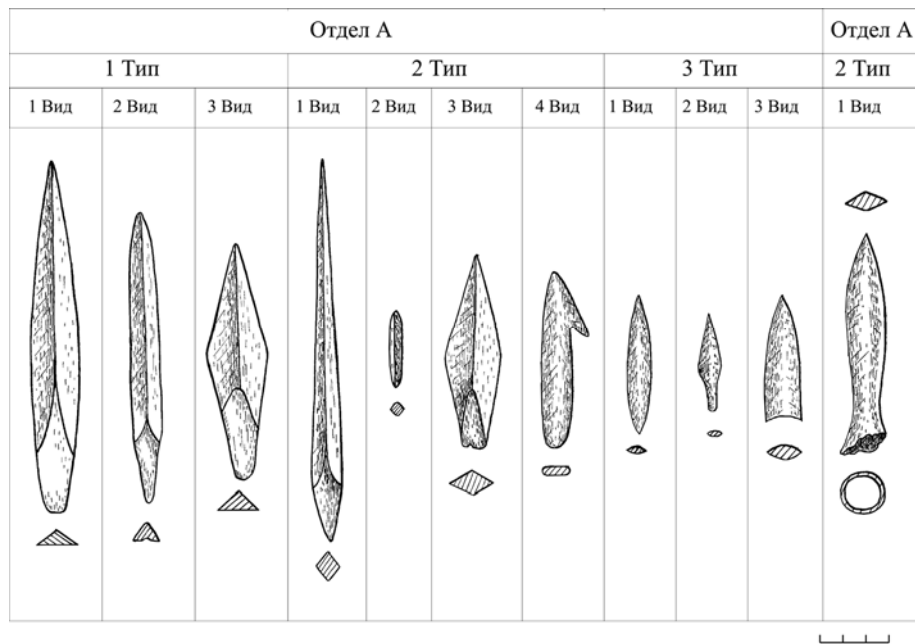 Отдел А Отдел А
1 Тип 2 Тип 3 Тип 2 Тип
1 Вид 2 Вид 3 Вид 1 Вид 2 Вид 3 Вид 4 Вид 1 Вид 2 Вид 3 Вид 1 Вид